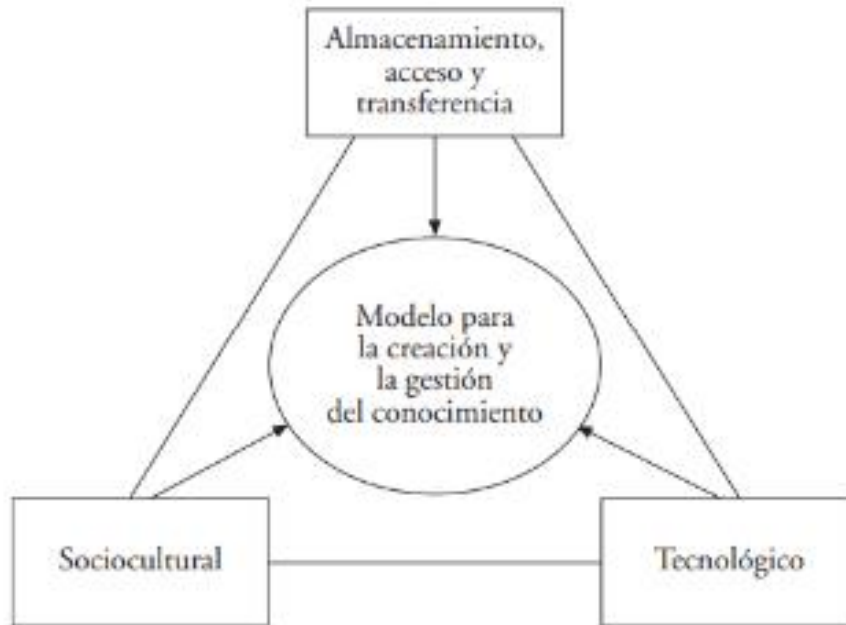 Almacenamiento,
acceso y
transferencia
Modelo para
la creación y
la gestión
del conocimiento
Sociocultural
Tecnológico